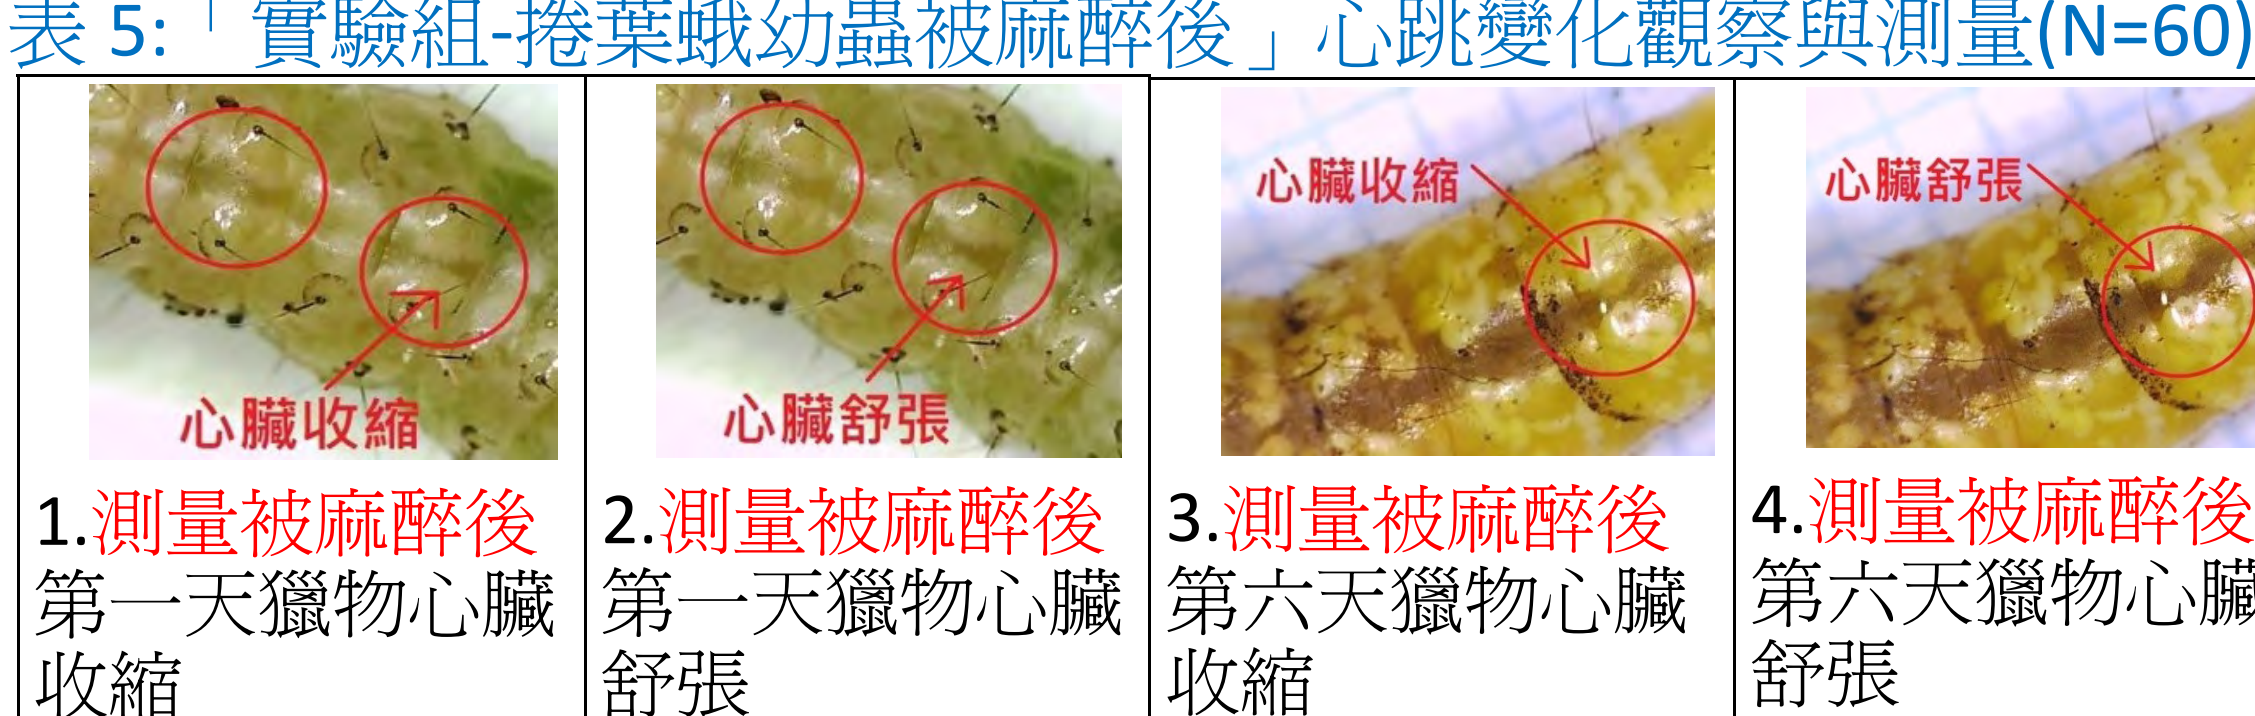 表 5:「實驗組-捲葉蛾幼蟲被麻醉後」心跳變化觀察與測量(N=60)
心臟收縮
心臟舒張
心臟收縮
心臟舒張
1.測量被麻醉後
第一天獵物心臟
收縮
2.測量被麻醉後
第一天獵物心臟
舒張
3.測量被麻醉後
第六天獵物心臟
收縮
4.測量被麻醉後
第六天獵物心臟
舒張